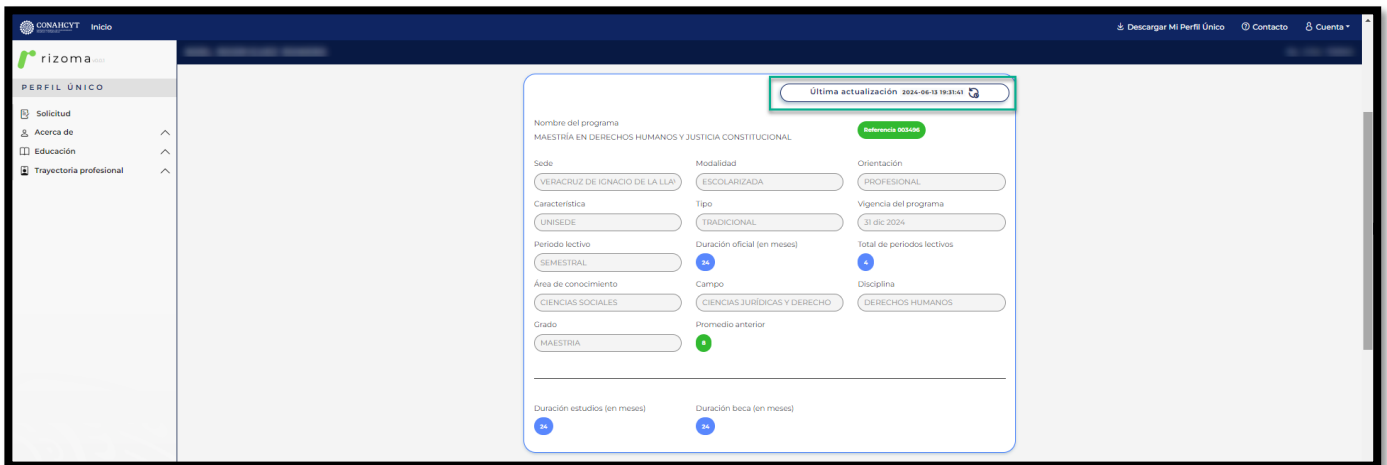 CONAHCYT Inicio
Descargar Mi Perfil Único Contacto Cuenta
rizoma
PERFIL ÚNICO
Solicitud
Acerca de
Educación
Trayectoria profesional
Última actualización 2024-06-13 19:31:41
Nombre del programa
MAESTRÍA EN DERECHOS HUMANOS Y JUSTICIA CONSTITUCIONAL
Referencia 003496
Sede Modalidad Orientación
VERACRUZ DE IGNACIO DE LA LLAV ESCOLARIZADA PROFESIONAL
Característica Tipo Vigencia del programa
UNISEDE TRADICIONAL 31 dic 2024
Periodo lectivo Duración oficial (en meses) Total de periodos lectivos
SEMESTRAL 24 4
Área de conocimiento Campo Disciplina
CIENCIAS SOCIALES CIENCIAS JURÍDICAS Y DERECHO DERECHOS HUMANOS
Grado Promedio anterior
MAESTRIA
Duración estudios (en meses) Duración beca (en meses)
24 24